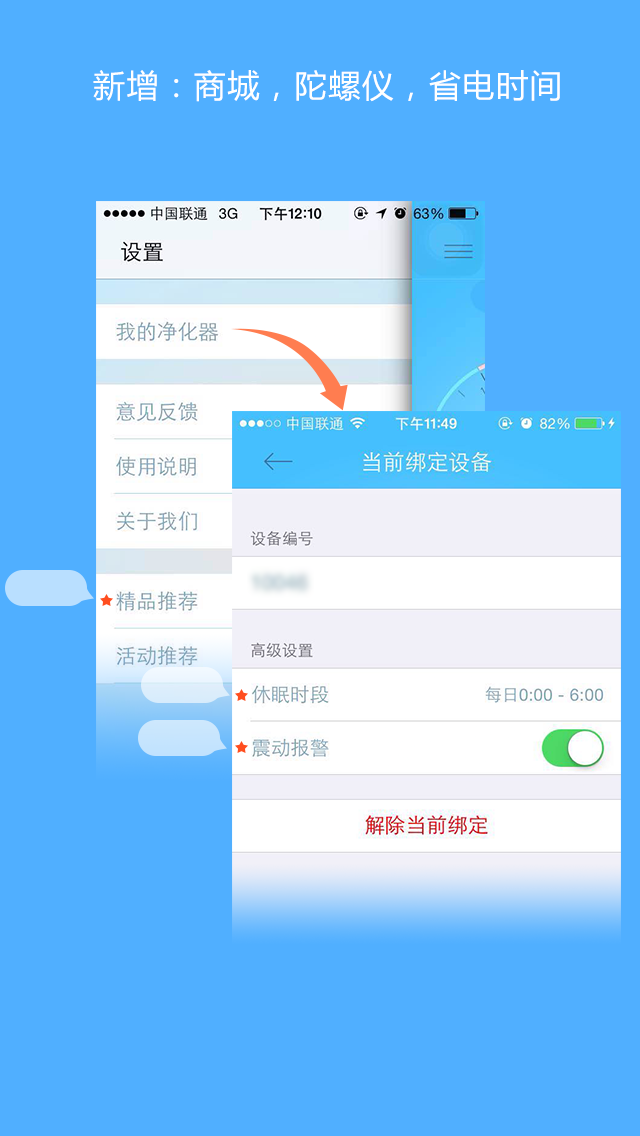 新增：商城，陀螺仪，省电时间
中国联通 3G 下午12:10 63%
设置
我的净化器
意见反馈
使用说明
关于我们
精品推荐
活动推荐
中国联通 下午11:49 82%
当前绑定设备
设备编号
高级设置
休眠时段 每日0:00 - 6:00
震动报警
解除当前绑定